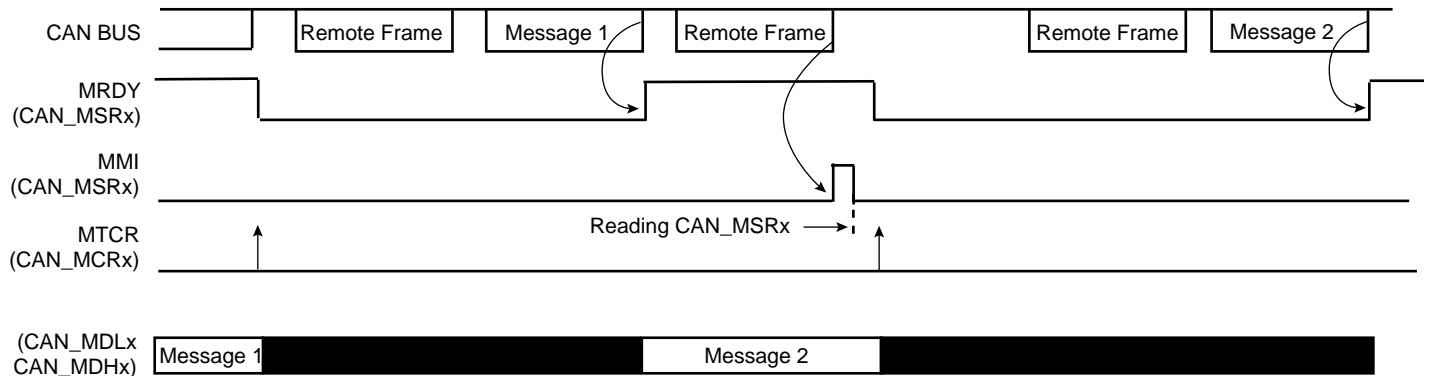 CAN BUS
Remote Frame
Message 1
Remote Frame
Remote Frame
Message 2
MRDY
(CAN_MSRx)
MMI
(CAN_MSRx)
Reading CAN_MSRx
MTCR
(CAN_MCRx)
(CAN_MDLx
CAN_MDHx)
Message 1
Message 2